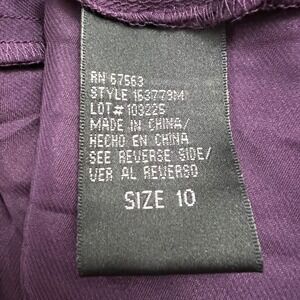 RN 67563
STYLE 163779M
LOT# 103225
MADE IN CHINA/
HECHO EN CHINA
SEE REVERSE SIDE/
VER AL REVERSO
SIZE 10